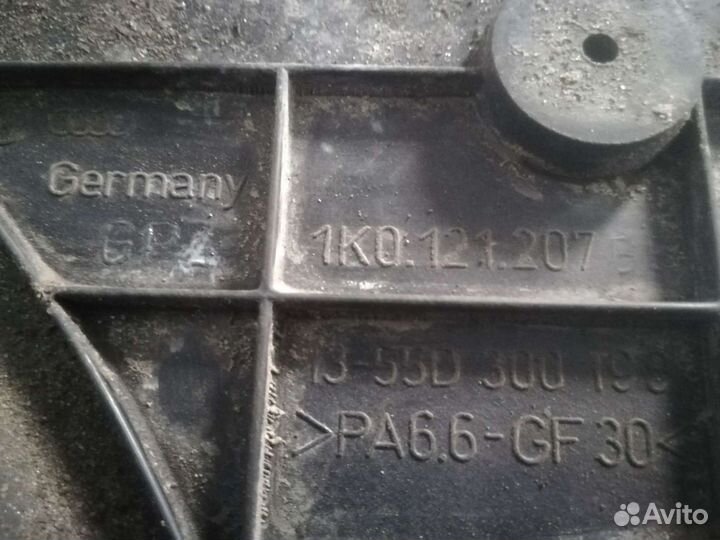 Germany
1K0.121.207
13-55D 300 19
>PA6.6-GF30<
Avito